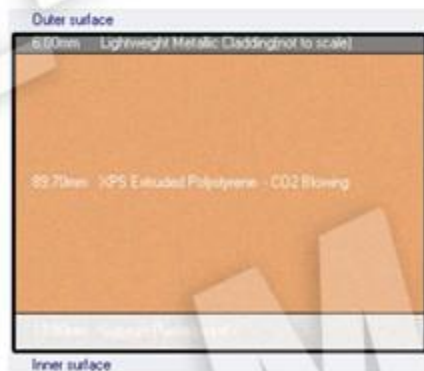 Outer surface
6.00mm Lightweight Metallic Cladding(not to scale)
89.70mm XPS Extruded Polystyrene - CO2 Blowing
Inner surface